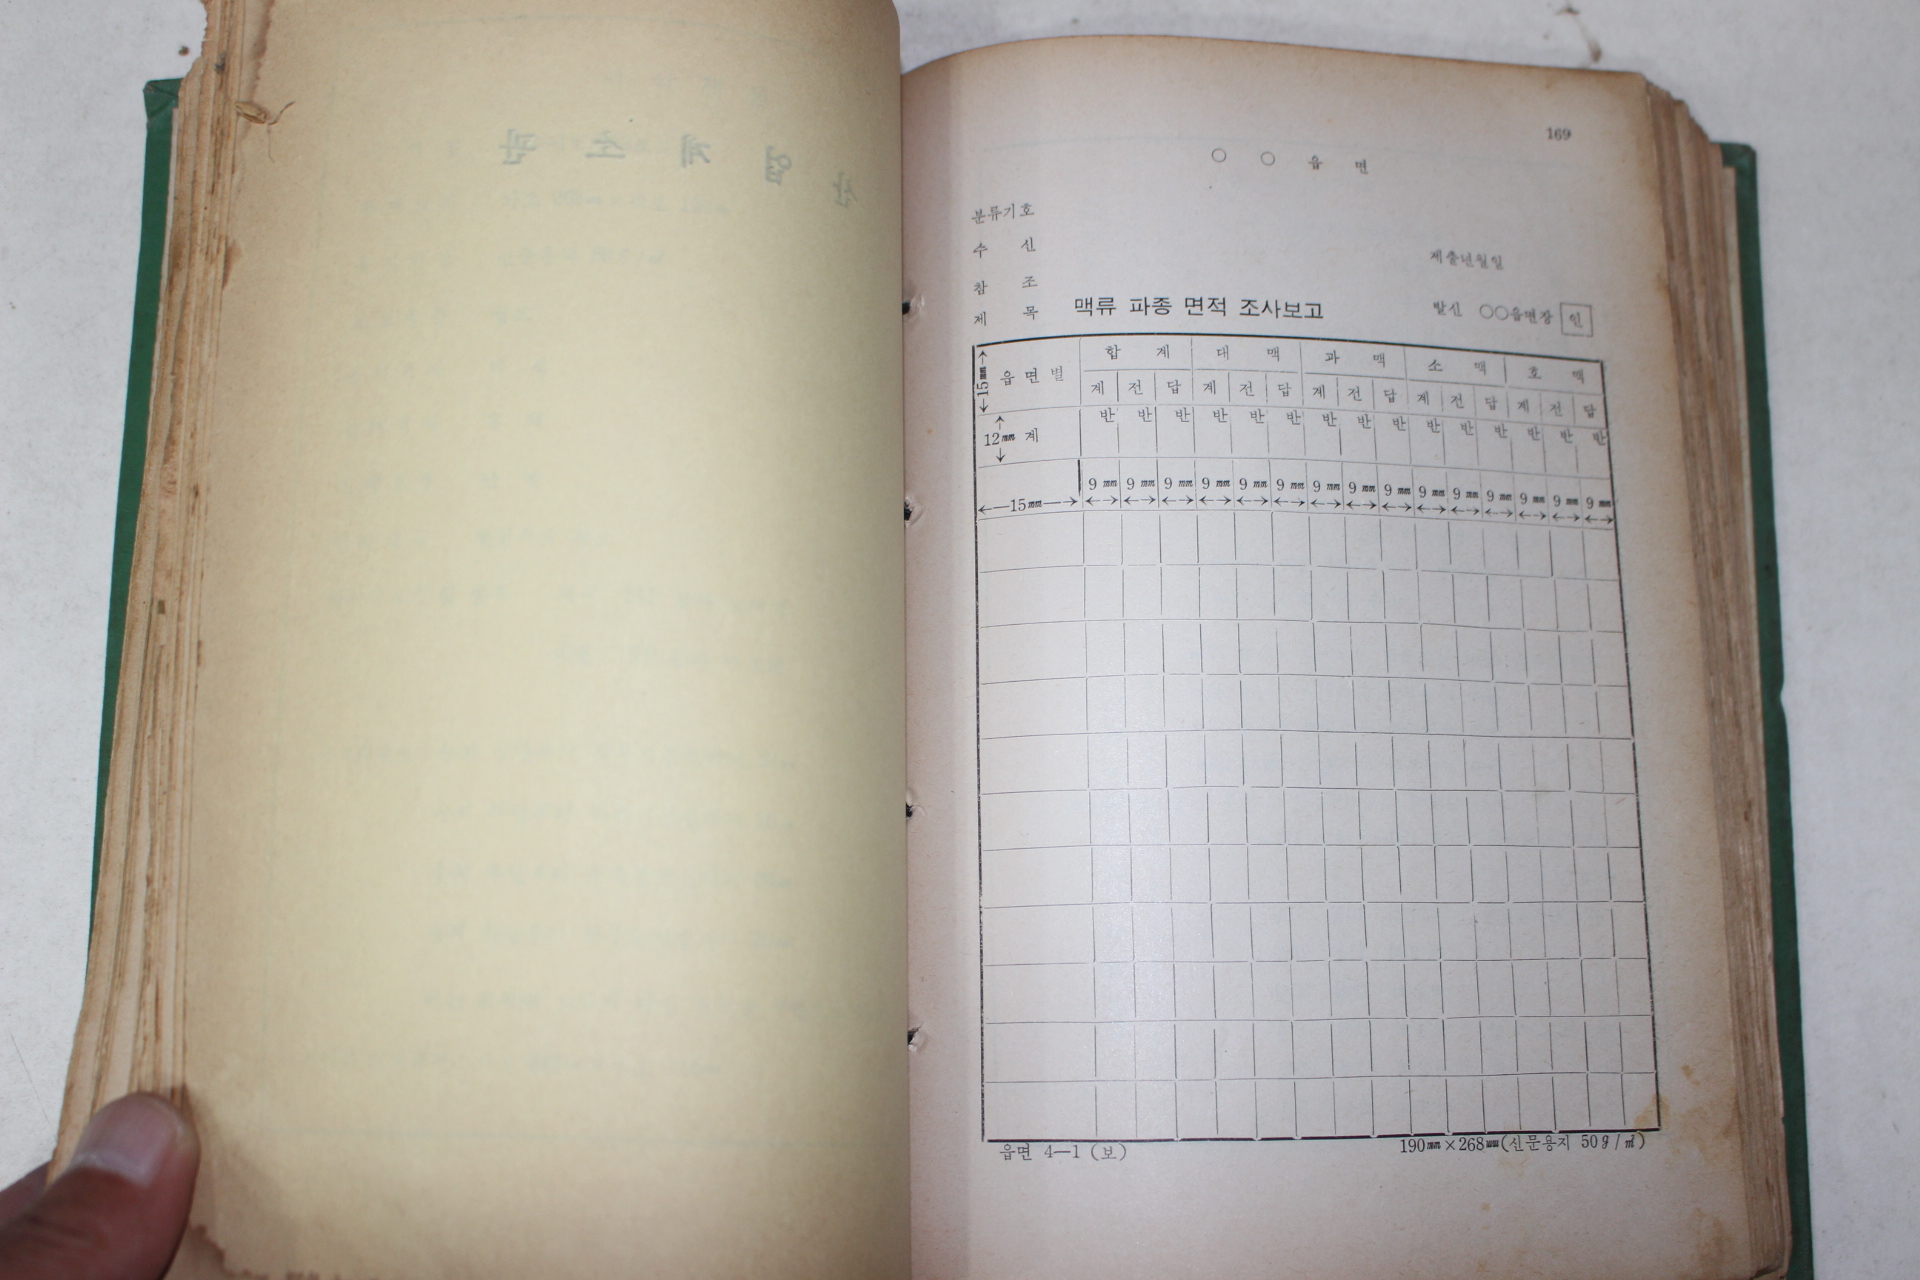 산 업 계 소 관
169
○ ○ 읍 면
분류기호
수 신
제출년월일
참 조
제 목 맥류 파종 면적 조사보고 발신 ○○읍면장 인
15㎜ 읍 면 별 합 계 대 맥 과 맥 소 맥 호 맥
계 전 답 계 전 답 계 전 답 계 전 답 계 전 답
12㎜ 계 반 반 반 반 반 반 반 반 반 반 반 반 반 반 반
9㎜ 9㎜ 9㎜ 9㎜ 9㎜ 9㎜ 9㎜ 9㎜ 9㎜ 9㎜ 9㎜ 9㎜ 9㎜ 9㎜ 9㎜
15㎜
읍면 4—1 (보) 190㎜×268㎜(신문용지 50g/㎡)